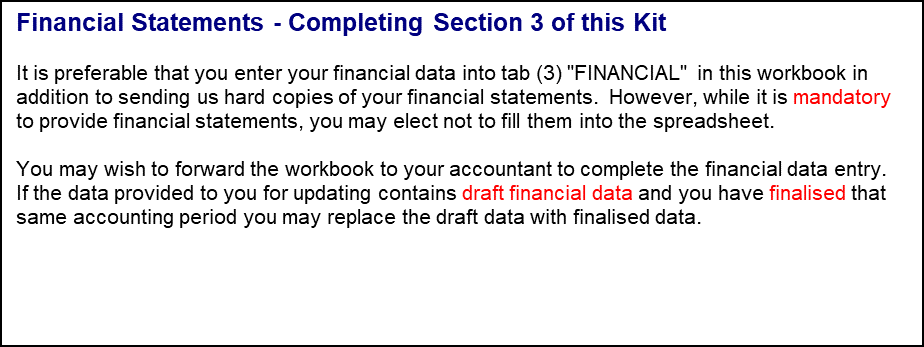 Financial Statements - Completing Section 3 of this Kit
It is preferable that you enter your financial data into tab (3) "FINANCIAL"  in this workbook in
addition to sending us hard copies of your financial statements.  However, while it is mandatory
to provide financial statements, you may elect not to fill them into the spreadsheet.
You may wish to forward the workbook to your accountant to complete the financial data entry.
If the data provided to you for updating contains draft financial data and you have finalised that
same accounting period you may replace the draft data with finalised data.